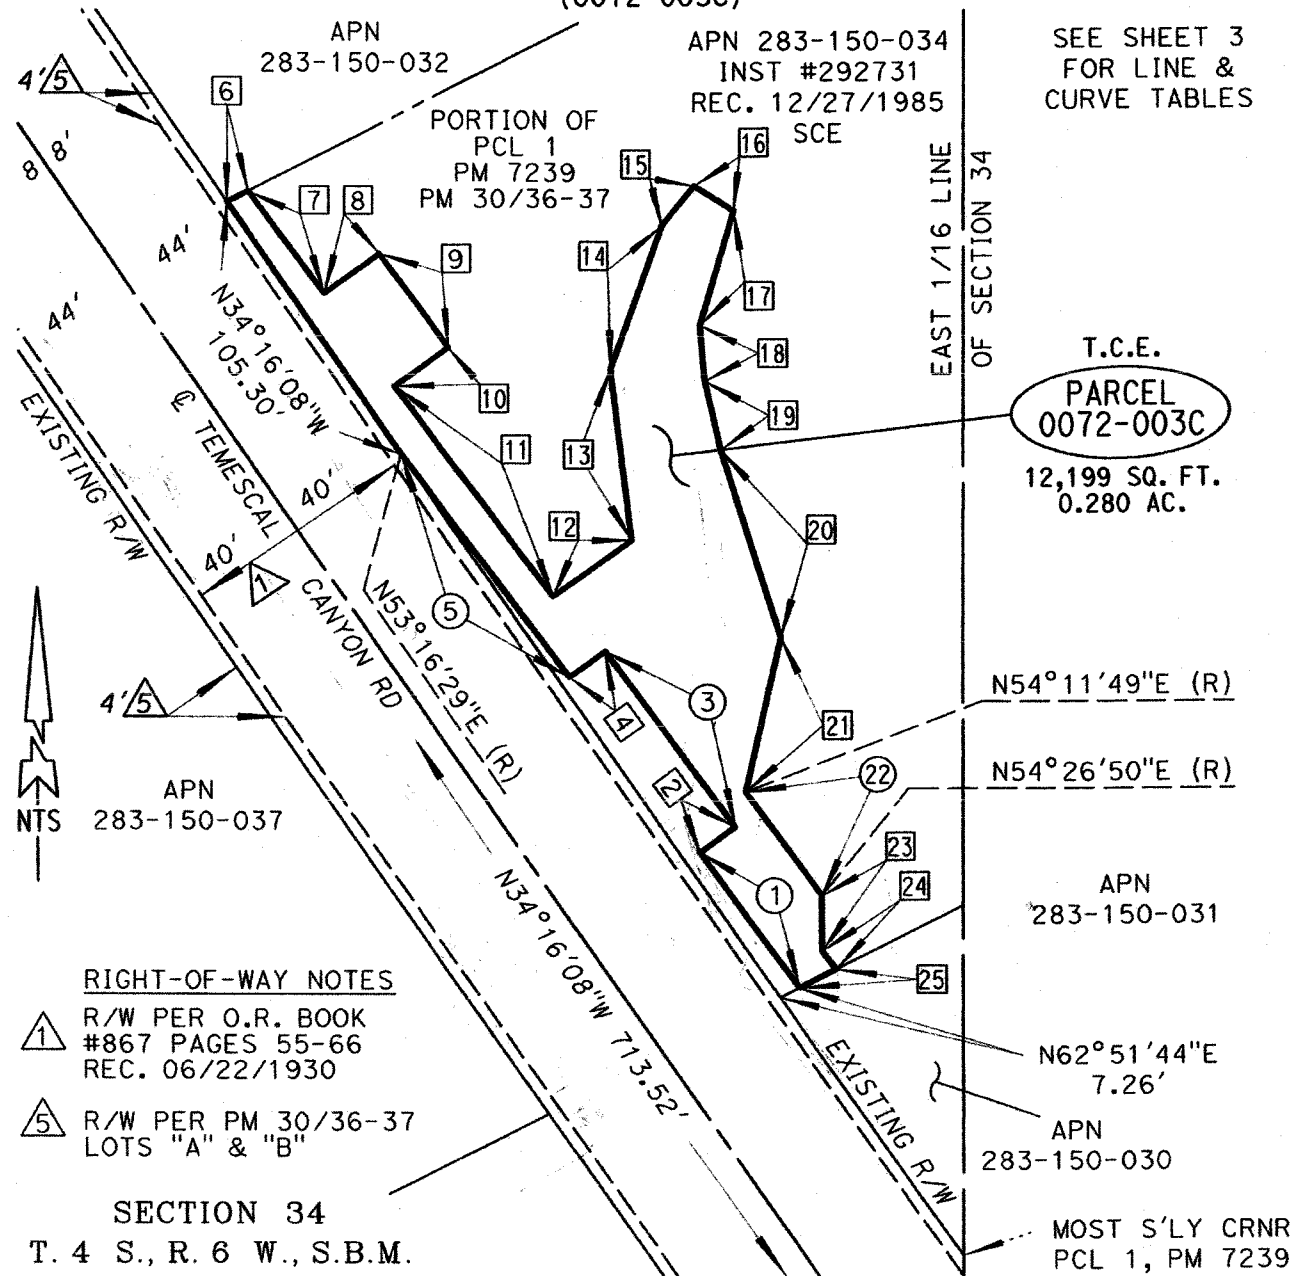 (0072-003C)
APN
283-150-032
APN 283-150-034
INST #292731
REC. 12/27/1985
SCE
SEE SHEET 3
FOR LINE &
CURVE TABLES
4' 5
6
PORTION OF
PCL 1
PM 7239
PM 30/36-37
15
16
8' 8'
7
8
9
14
17
18
19
10
11
13
12
20
44'
44'
N34°16'08"W
105.30'
EAST 1/16 LINE
OF SECTION 34
T.C.E.
PARCEL
0072-003C
12,199 SQ. FT.
0.280 AC.
EXISTING R/W
℄ TEMESCAL
CANYON RD
40'
40'
1
5
N53°16'29"E (R)
3
4
21
N54°11'49"E (R)
4' 5
2
22
N54°26'50"E (R)
NTS
APN
283-150-037
23
24
1
25
APN
283-150-031
N34°16'08"W 713.52'
RIGHT-OF-WAY NOTES
1 R/W PER O.R. BOOK
#867 PAGES 55-66
REC. 06/22/1930
5 R/W PER PM 30/36-37
LOTS "A" & "B"
EXISTING R/W
N62°51'44"E
7.26'
APN
283-150-030
SECTION 34
T. 4 S., R. 6 W., S.B.M.
MOST S'LY CRNR
PCL 1, PM 7239